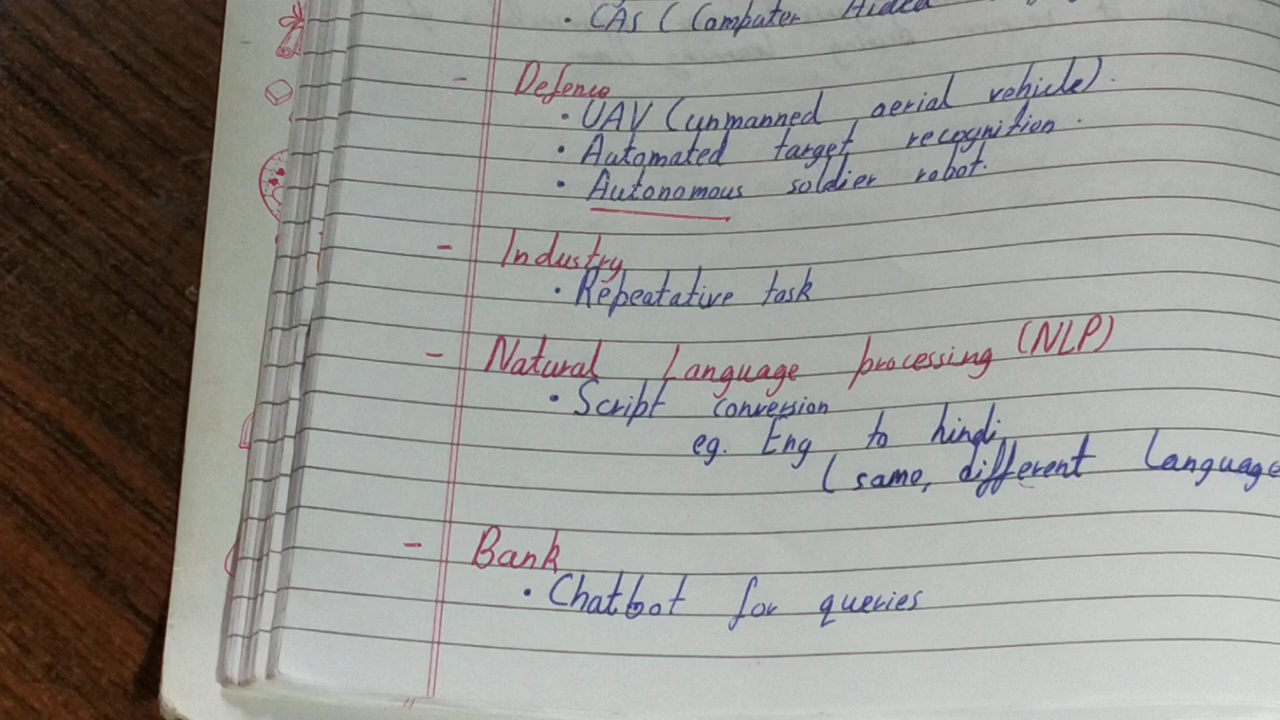 • CAS ( Computer Aided
- Defence
• UAV (unmanned aerial vehicle).
• Automated target recognition.
• Autonomous soldier robot.
- Industry
• Repeatative task
- Natural Language processing (NLP)
• Script conversion
eg. Eng to hindi
( same, different Language
- Bank
• Chatbot for queries